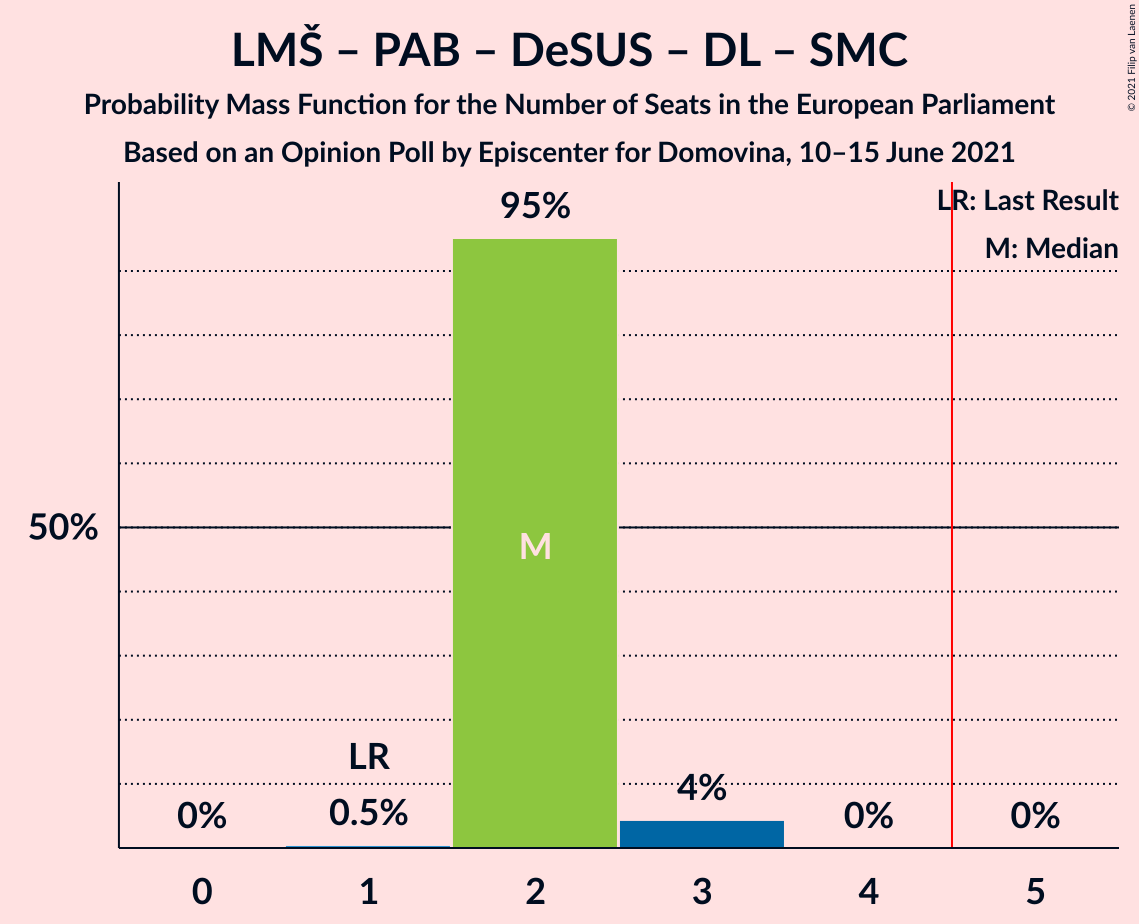 LMŠ – PAB – DeSUS – DL – SMC
Probability Mass Function for the Number of Seats in the European Parliament
Based on an Opinion Poll by Episcenter for Domovina, 10–15 June 2021
© 2021 Filip van Laenen
LR: Last Result
M: Median
95%
50%
M
LR
0%
0.5%
4%
0%
0%
0 1 2 3 4 5